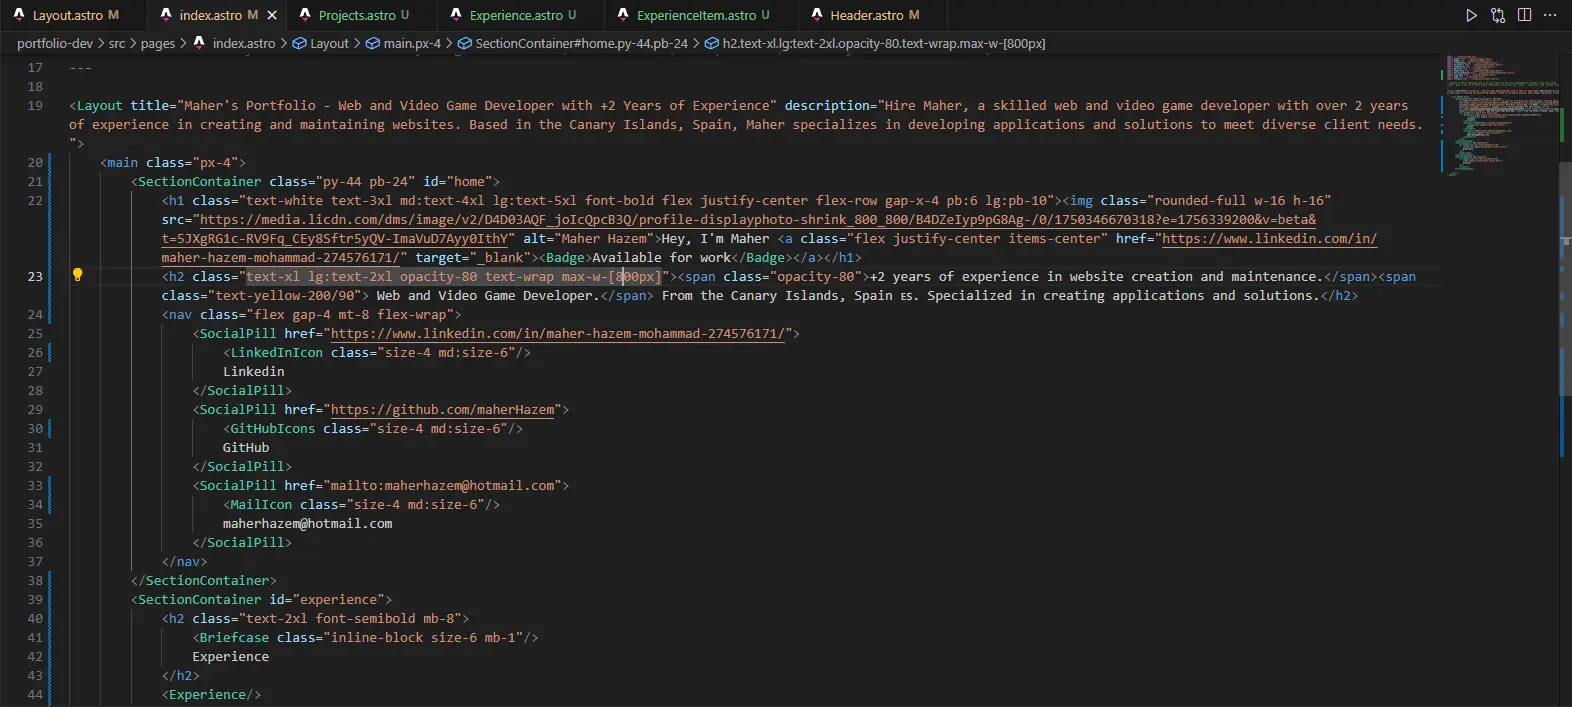 Layout.astro M index.astro M Projects.astro U Experience.astro U ExperienceItem.astro U Header.astro M
portfolio-dev > src > pages > index.astro > Layout > main.px-4 > SectionContainer#home.py-44.pb-24 > h2.text-xl.lg:text-2xl.opacity-80.text-wrap.max-w-[800px]
17 ---
18
19 <Layout title="Maher's Portfolio - Web and Video Game Developer with +2 Years of Experience" description="Hire Maher, a skilled web and video game developer with over 2 years
of experience in creating and maintaining websites. Based in the Canary Islands, Spain, Maher specializes in developing applications and solutions to meet diverse client needs.
">
20 <main class="px-4">
21 <SectionContainer class="py-44 pb-24" id="home">
22 <h1 class="text-white text-3xl md:text-4xl lg:text-5xl font-bold flex justify-center flex-row gap-x-4 pb:6 lg:pb-10"><img class="rounded-full w-16 h-16"
src="https://media.licdn.com/dms/image/v2/D4D03AQF_joIcQpcB3Q/profile-displayphoto-shrink_800_800/B4DZeIyp9pG8Ag-/0/1750346670318?e=1756339200&v=beta&
t=5JXgRG1c-RV9Fq_CEy8Sftr5yQV-ImaVuD7Ayy0IthY" alt="Maher Hazem">Hey, I'm Maher <a class="flex justify-center items-center" href="https://www.linkedin.com/in/
maher-hazem-mohammad-274576171/" target="_blank"><Badge>Available for work</Badge></a></h1>
23 <h2 class="text-xl lg:text-2xl opacity-80 text-wrap max-w-[800px]"><span class="opacity-80">+2 years of experience in website creation and maintenance.</span><span
class="text-yellow-200/90"> Web and Video Game Developer.</span> From the Canary Islands, Spain 🇪🇸. Specialized in creating applications and solutions.</h2>
24 <nav class="flex gap-4 mt-8 flex-wrap">
25 <SocialPill href="https://www.linkedin.com/in/maher-hazem-mohammad-274576171/">
26 <LinkedInIcon class="size-4 md:size-6"/>
27 Linkedin
28 </SocialPill>
29 <SocialPill href="https://github.com/maherHazem">
30 <GitHubIcons class="size-4 md:size-6"/>
31 GitHub
32 </SocialPill>
33 <SocialPill href="mailto:maherhazem@hotmail.com">
34 <MailIcon class="size-4 md:size-6"/>
35 maherhazem@hotmail.com
36 </SocialPill>
37 </nav>
38 </SectionContainer>
39 <SectionContainer id="experience">
40 <h2 class="text-2xl font-semibold mb-8">
41 <Briefcase class="inline-block size-6 mb-1"/>
42 Experience
43 </h2>
44 <Experience/>